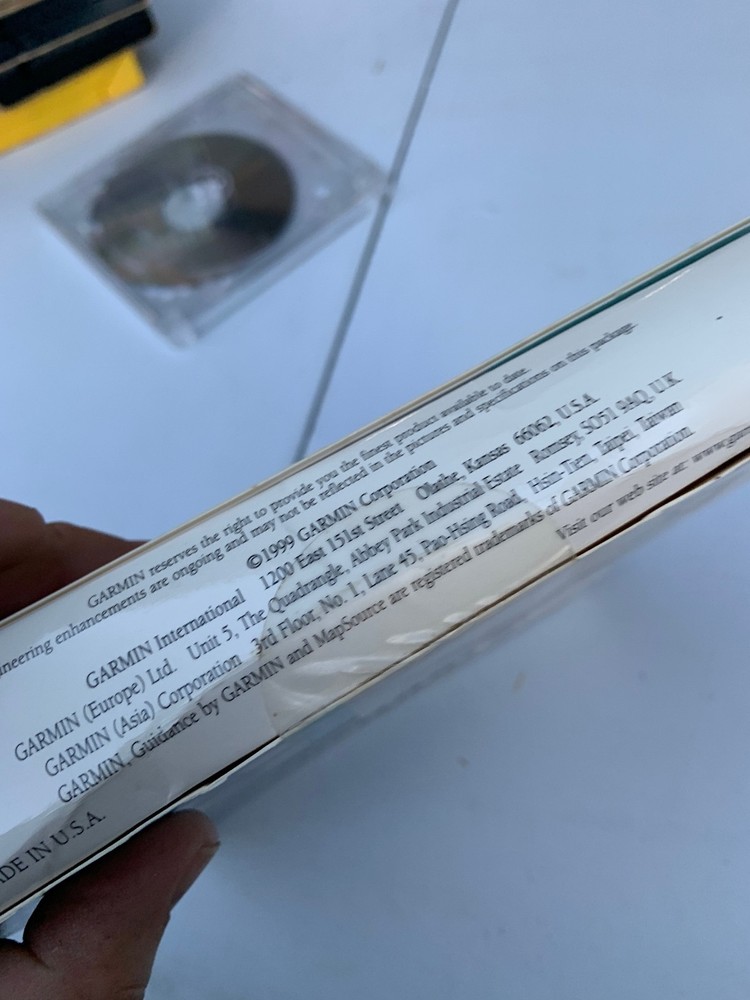 GARMIN reserves the right to provide you the finest product available to date.
enhancements are ongoing and may not be reflected in the pictures and specifications on this package.
©1999 GARMIN Corporation
GARMIN International 1200 East 151st Street Olathe, Kansas 66062, U.S.A.
GARMIN (Europe) Ltd. Unit 5, The Quadrangle, Abbey Park Industrial Estate Romsey, SO51 9AQ, UK
GARMIN (Asia) Corporation 3rd Floor, No. 1, Lane 45, Pao-Hsing Road, Hsin-Tien, Taipei, Taiwan
GARMIN, Guidance by GARMIN and MapSource are registered trademarks of GARMIN Corporation.
Visit our web site at:
IN U.S.A.